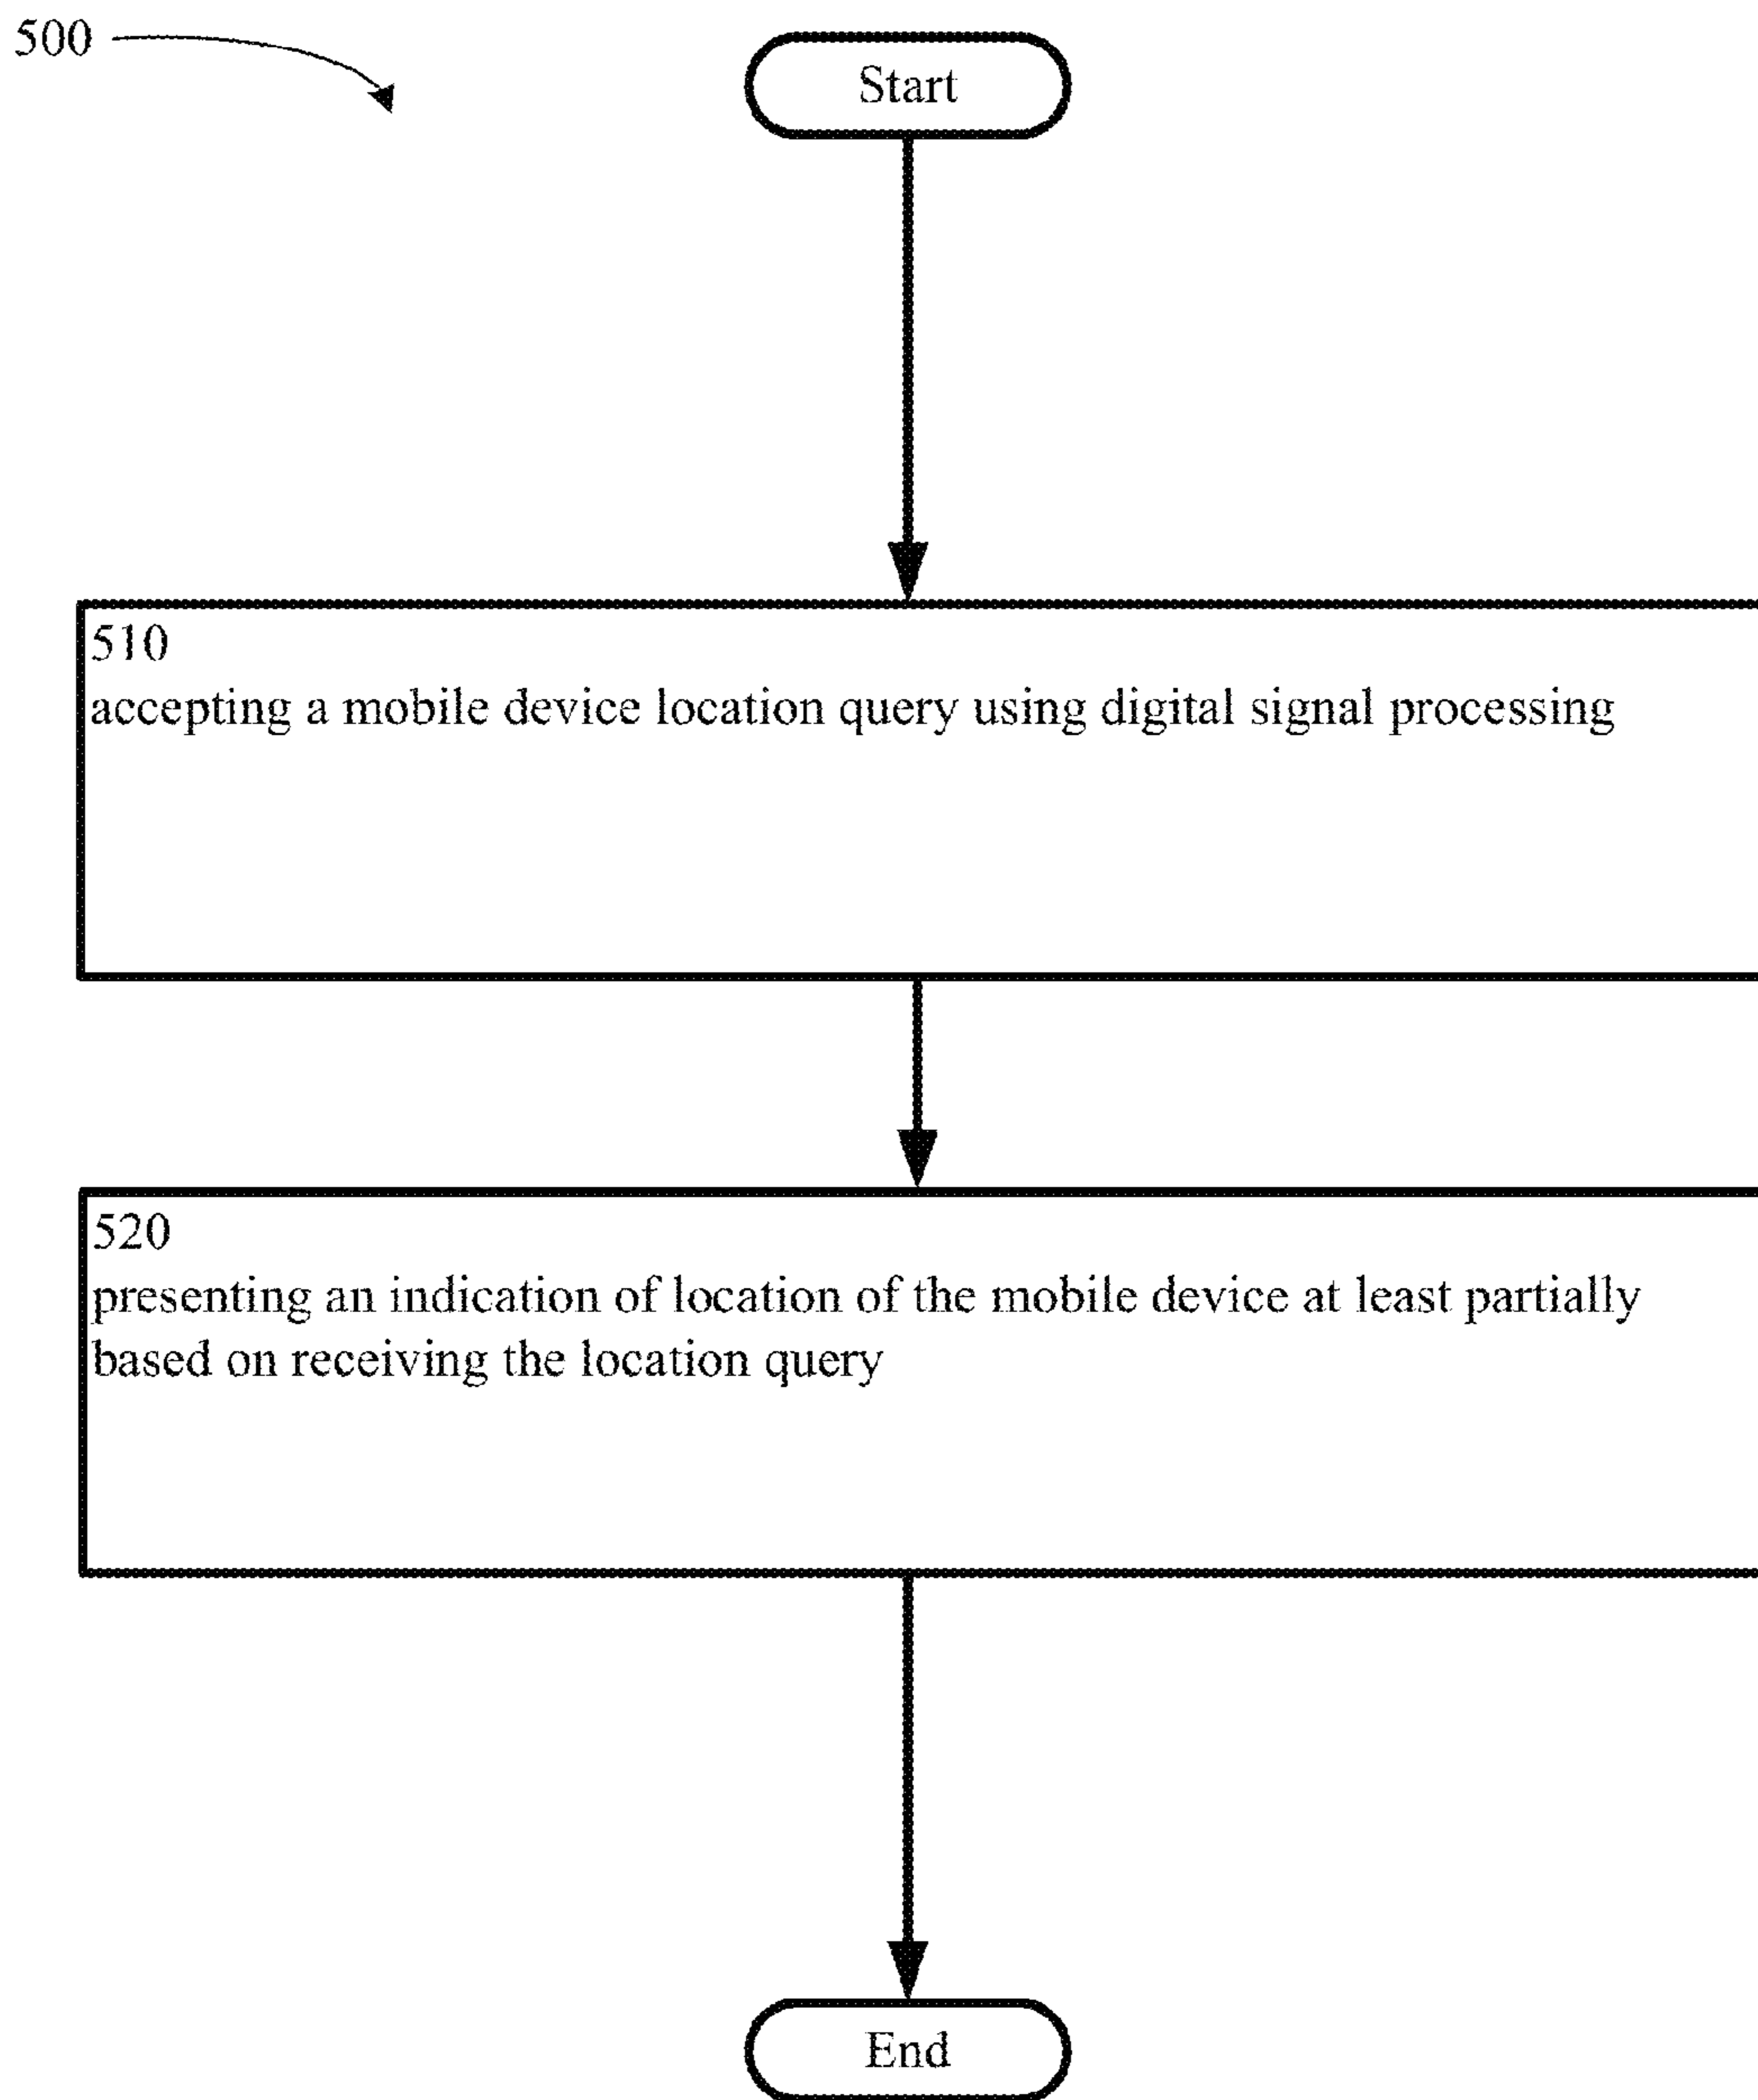 500
Start
510
accepting a mobile device location query using digital signal processing
520
presenting an indication of location of the mobile device at least partially
based on receiving the location query
End